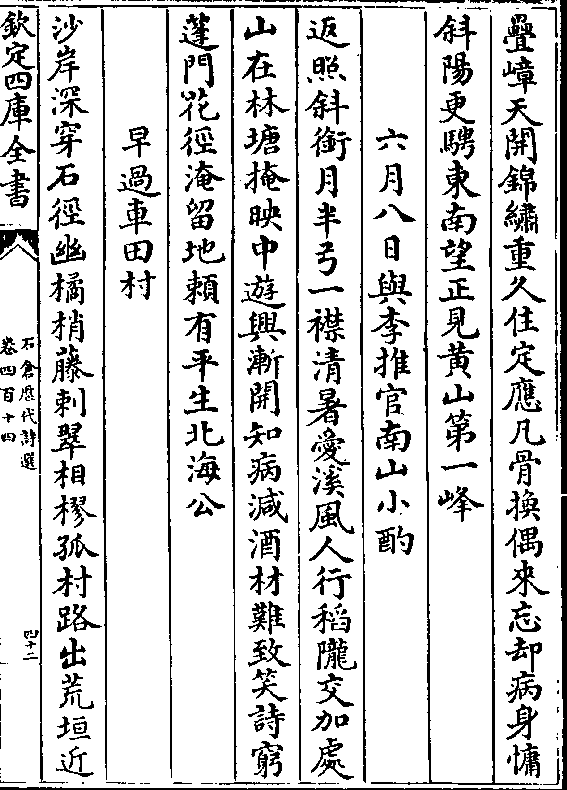 疊嶂天開錦繡重久住定應凡骨換偶來忘却病身慵
斜陽更騁東南望正見黄山第一峰
六月八日與李推官南山小酌
返照斜銜月半弓一襟清暑愛溪風人行稻隴交加處
山在林塘掩映中遊興漸開知病減酒材難致笑詩窮
蓬門花徑淹留地頼有平生北海公
早過車田村
沙岸深穿石徑幽橘梢藤刺翠相樛孤村路出荒垣近
欽定四庫全書
石倉歴代詩選
卷四百十四
四十二